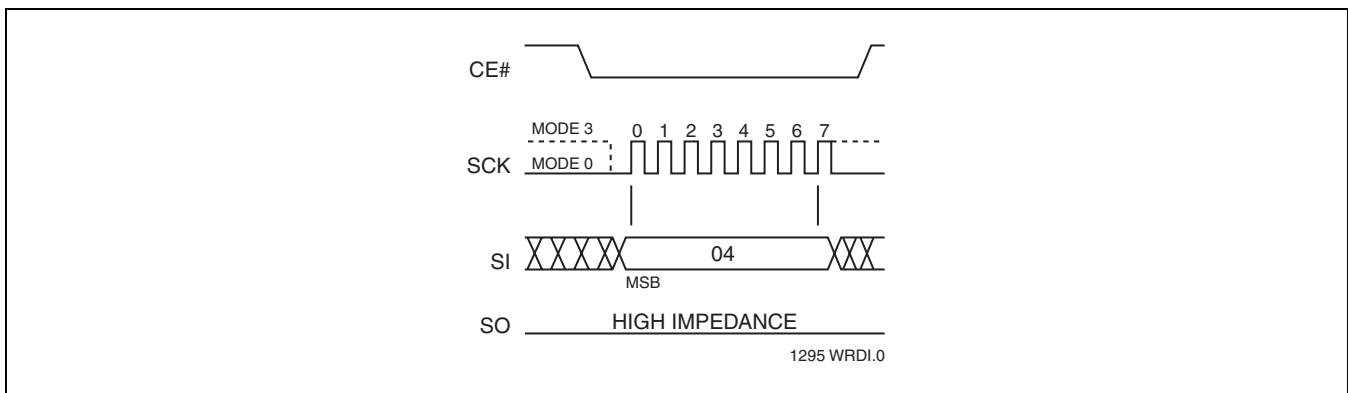 CE#
MODE 3 0 1 2 3 4 5 6 7
SCK MODE 0
SI 04
MSB
SO HIGH IMPEDANCE
1295 WRDI.0